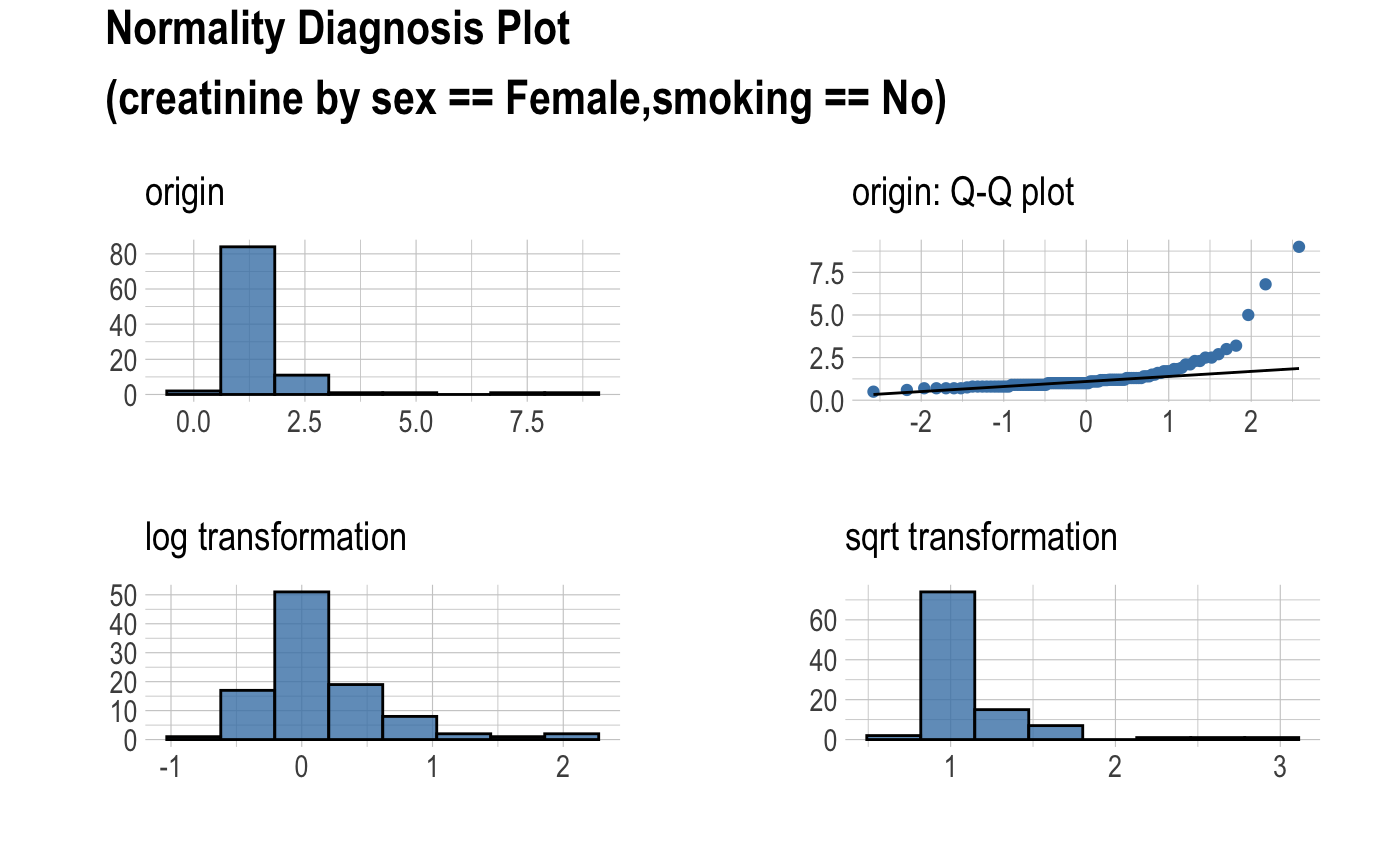 Normality Diagnosis Plot
(creatinine by sex == Female,smoking == No)
origin
80
60
40
20
0
0.0 2.5 5.0 7.5
origin: Q-Q plot
7.5
5.0
2.5
0.0
-2 -1 0 1 2
log transformation
50
40
30
20
10
0
-1 0 1 2
sqrt transformation
60
40
20
0
1 2 3